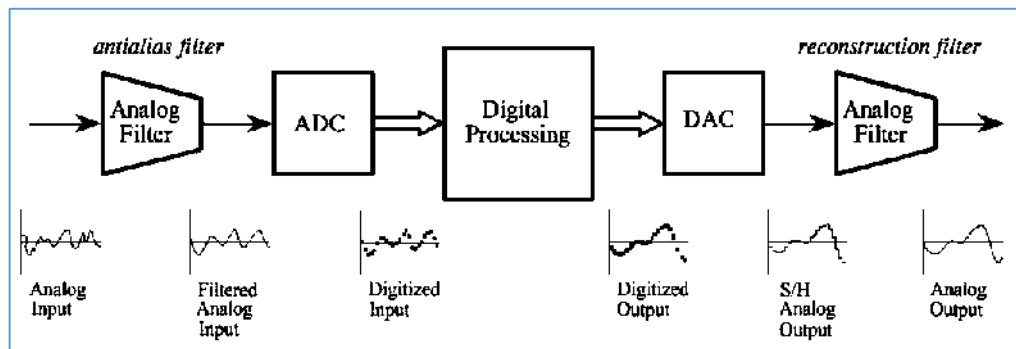 antialias filter
reconstruction filter
Analog
Filter
ADC
Digital
Processing
DAC
Analog
Filter
Analog
Input
Filtered
Analog
Input
Digitized
Input
Digitized
Output
S/H
Analog
Output
Analog
Output